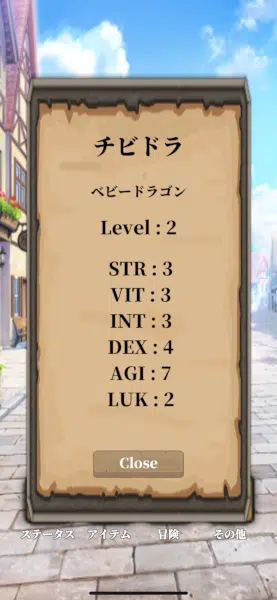 チビドラ
ベビードラゴン
Level : 2
STR : 3
VIT : 3
INT : 3
DEX : 4
AGI : 7
LUK : 2
Close
ステータス アイテム 冒険 その他